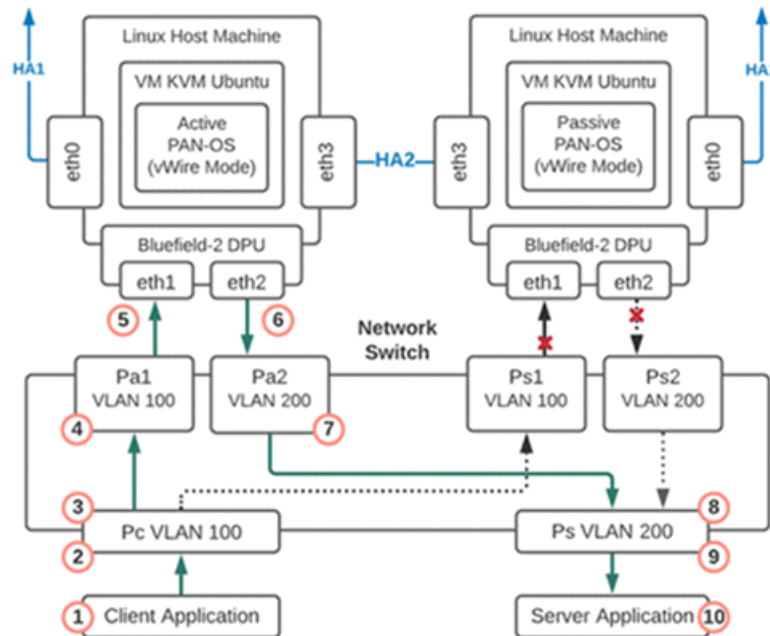 Linux Host Machine
Linux Host Machine
HA1
VM KVM Ubuntu
VM KVM Ubuntu
Active
PAN-OS
(vWire Mode)
Passive
PAN-OS
(vWire Mode)
eth0
eth3
HA2
eth3
eth0
Bluefield-2 DPU
Bluefield-2 DPU
eth1
eth2
eth1
eth2
5
6
Network
Switch
Pa1
VLAN 100
Pa2
VLAN 200
Ps1
VLAN 100
Ps2
VLAN 200
4
7
3
8
Pc VLAN 100
Ps VLAN 200
2
9
1
Client Application
Server Application
10